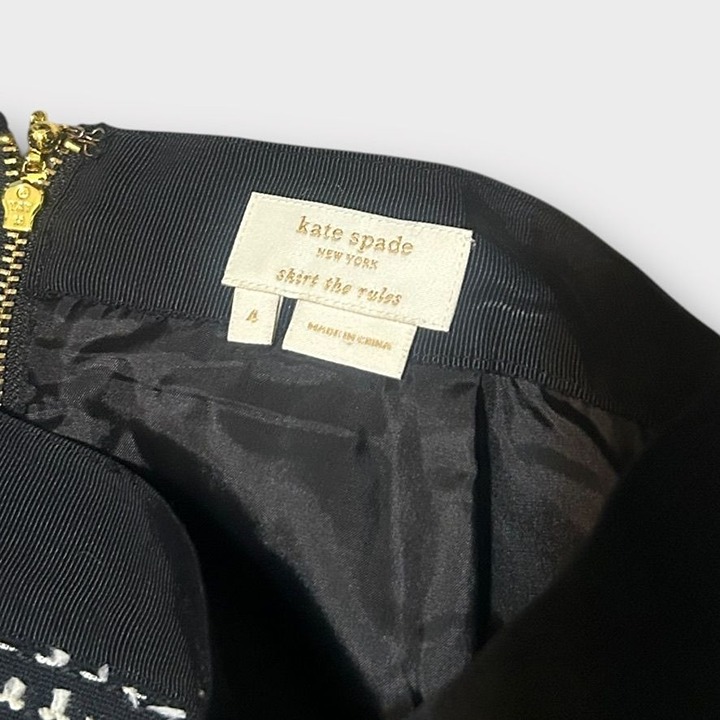 kate spade
NEW YORK
skirt the rules
4
MADE IN CHINA